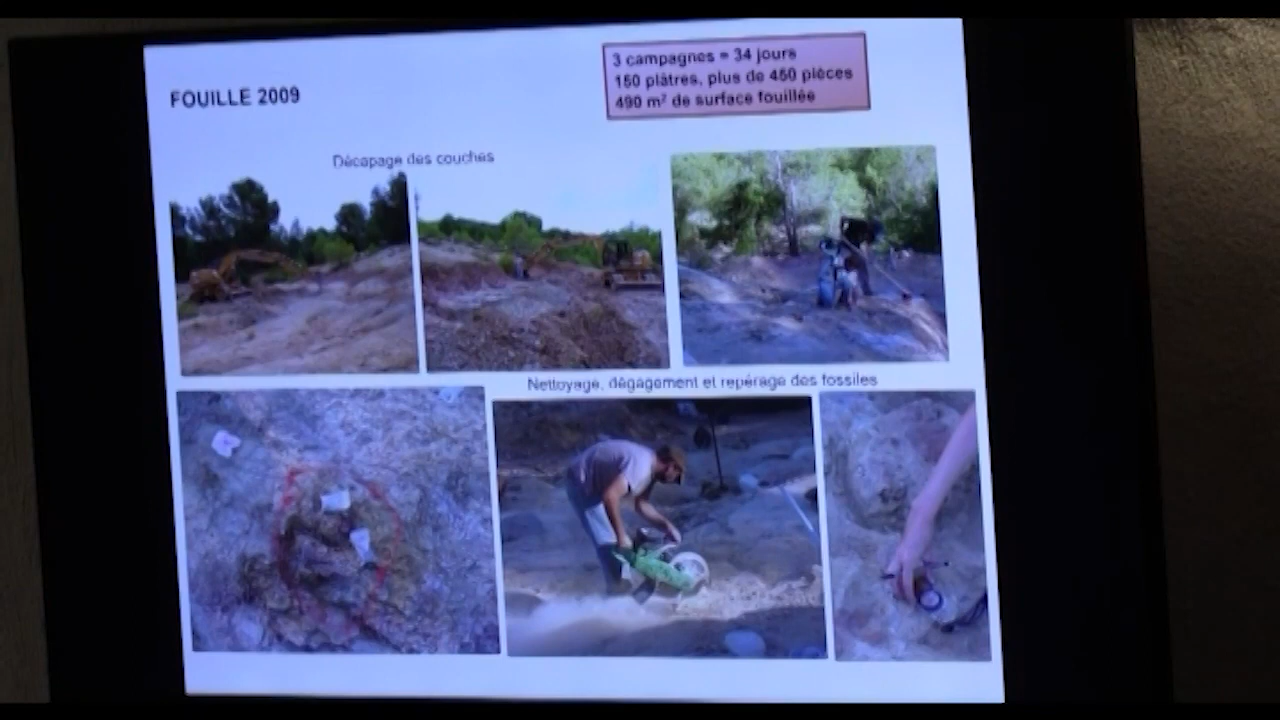 FOUILLE 2009
3 campagnes = 34 jours
150 plâtres, plus de 450 pièces
490 m² de surface fouillée
Décapage des couches
Nettoyage, dégagement et repérage des fossiles